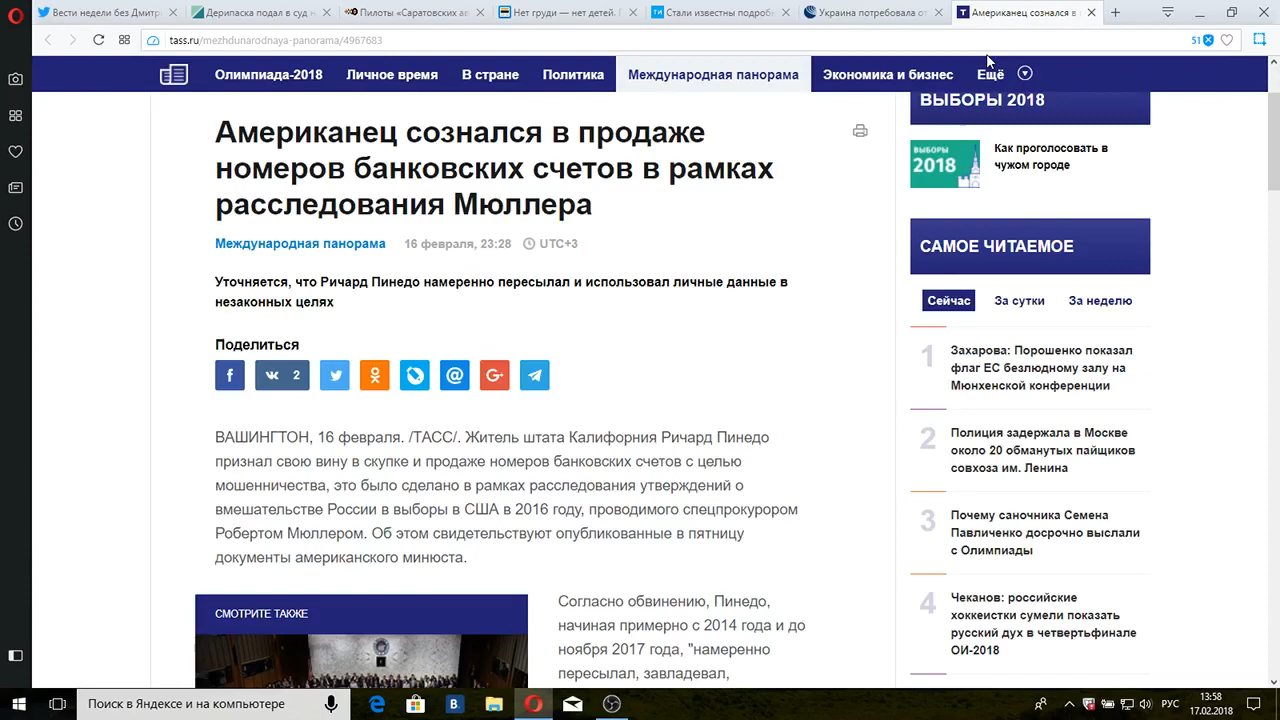 Вести недели без Дмитр
Дерипаска подал в суд н
Пилоты «Саратовских а
Нет груди — нет детей. Г
Стали известны подробн
Украина потребовала от
Американец сознался в
tass.ru/mezhdunarodnaya-panorama/4967683
51
Олимпиада-2018
Личное время
В стране
Политика
Международная панорама
Экономика и бизнес
Ещё
Американец сознался в продаже
номеров банковских счетов в рамках
расследования Мюллера
Международная панорама 16 февраля, 23:28 UTC+3
Уточняется, что Ричард Пинедо намеренно пересылал и использовал личные данные в
незаконных целях
Поделиться
2
ВАШИНГТОН, 16 февраля. /ТАСС/. Житель штата Калифорния Ричард Пинедо
признал свою вину в скупке и продаже номеров банковских счетов с целью
мошенничества, это было сделано в рамках расследования утверждений о
вмешательстве России в выборы в США в 2016 году, проводимого спецпрокурором
Робертом Мюллером. Об этом свидетельствуют опубликованные в пятницу
документы американского минюста.
СМОТРИТЕ ТАКЖЕ
Согласно обвинению, Пинедо,
начиная примерно с 2014 года и до
ноября 2017 года, "намеренно
пересылал, завладевал,
ВЫБОРЫ 2018
ВЫБОРЫ
2018
Как проголосовать в
чужом городе
САМОЕ ЧИТАЕМОЕ
Сейчас За сутки За неделю
1
Захарова: Порошенко показал
флаг ЕС безлюдному залу на
Мюнхенской конференции
2
Полиция задержала в Москве
около 20 обманутых пайщиков
совхоза им. Ленина
3
Почему саночника Семена
Павличенко досрочно выслали
с Олимпиады
4
Чеканов: российские
хоккеисты сумели показать
русский дух в четвертьфинале
ОИ-2018
Поиск в Яндексе и на компьютере
РУС
13:58
17.02.2018